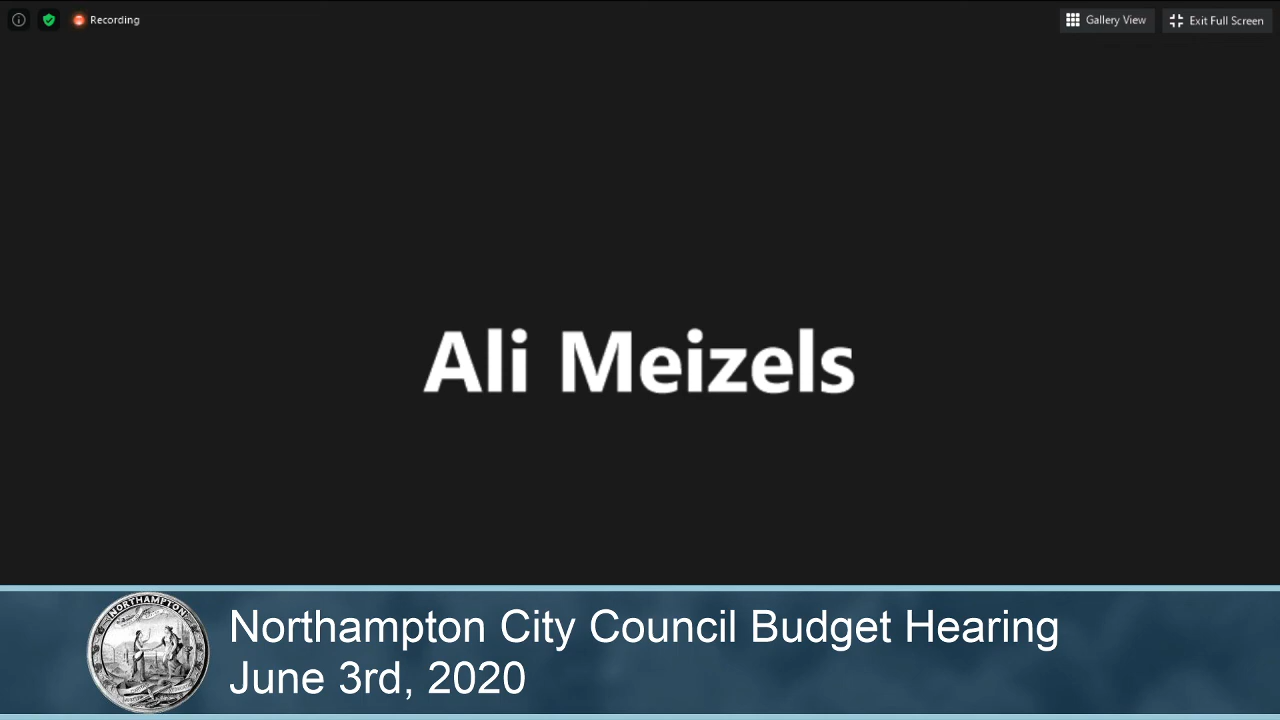 Recording
Gallery View
Exit Full Screen
Ali Meizels
NORTHAMPTON
Northampton City Council Budget Hearing
June 3rd, 2020